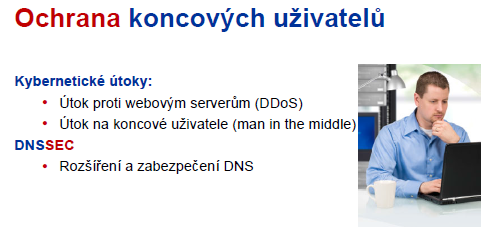 Ochrana koncových uživatelů
Kybernetické útoky:
• Útok proti webovým serverům (DDoS)
• Útok na koncové uživatele (man in the middle)
DNSSEC
• Rozšíření a zabezpečení DNS